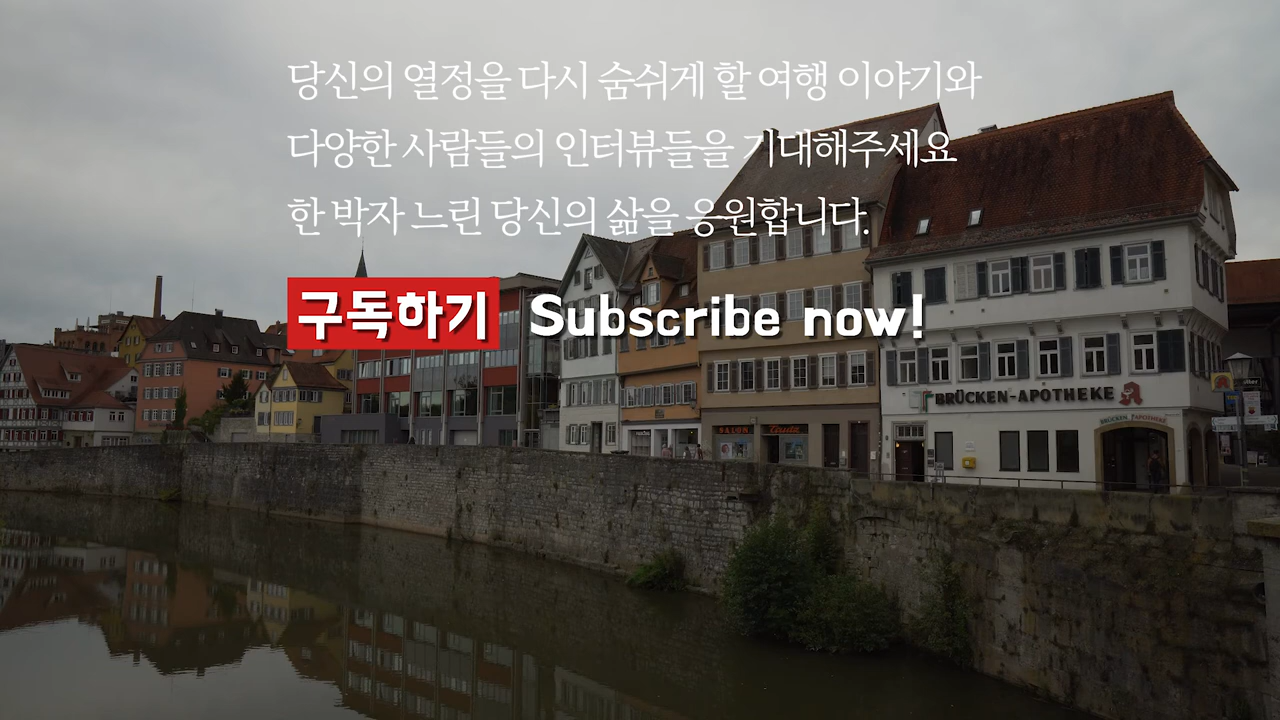 당신의 열정을 다시 숨쉬게 할 여행 이야기와
다양한 사람들의 인터뷰들을 기대해주세요
한 박자 느린 당신의 삶을 응원합니다.
구독하기 Subscribe now!
BRÜCKEN-APOTHEKE
BRÜCKEN APOTHEKE
SALON